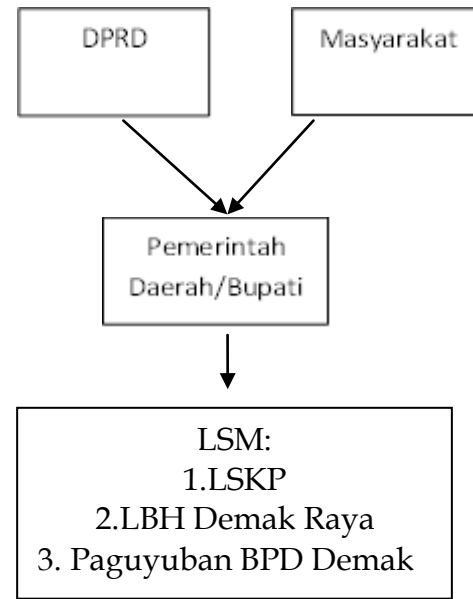 DPRD
Masyarakat
Pemerintah
Daerah/Bupati
LSM:
1.LSKP
2.LBH Demak Raya
3. Paguyuban BPD Demak